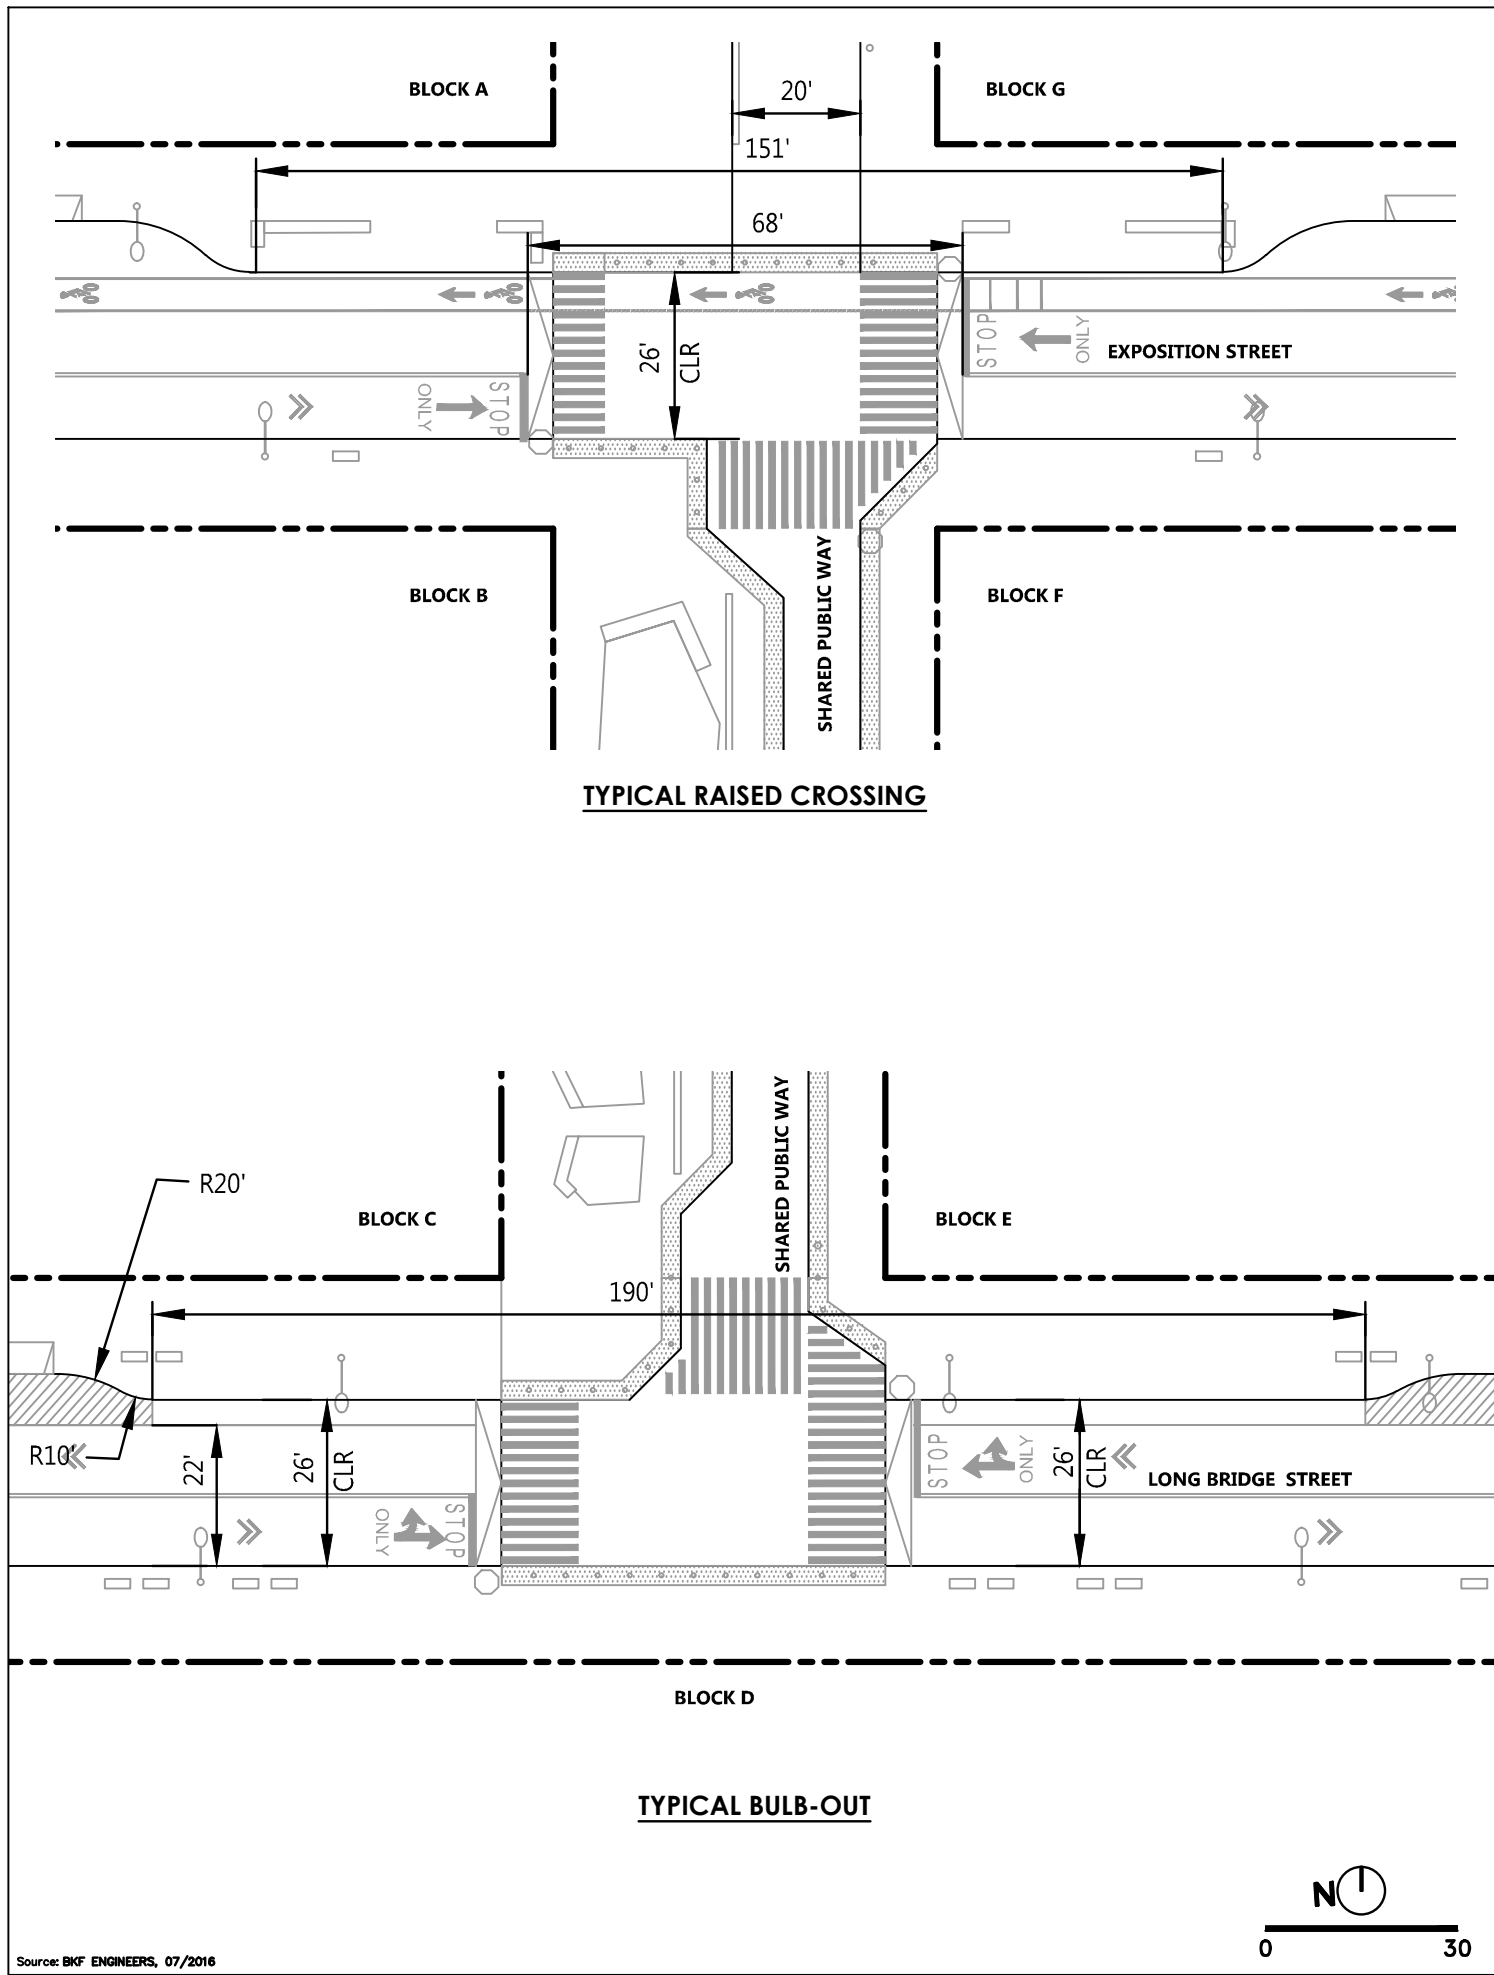 BLOCK A
BLOCK G
20'
151'
68'
26'
CLR
STOP
ONLY
EXPOSITION STREET
ONLY
STOP
SHARED PUBLIC WAY
BLOCK B
BLOCK F
TYPICAL RAISED CROSSING
SHARED PUBLIC WAY
R20'
BLOCK C
BLOCK E
190'
R10'
22'
26'
CLR
STOP
ONLY
26'
CLR
LONG BRIDGE STREET
ONLY
STOP
BLOCK D
TYPICAL BULB-OUT
N
0 30
Source: BKF ENGINEERS, 07/2016